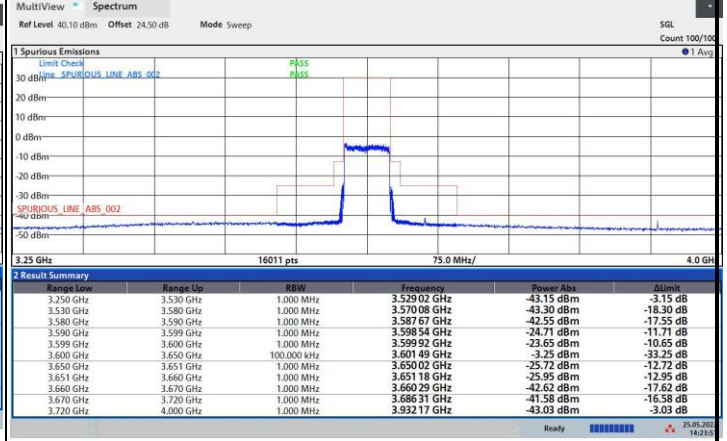 MultiView Spectrum
Ref Level 40.10 dBm Offset 24.50 dB Mode Sweep SGL
Count 100/100
1 Spurious Emissions 1 Avg
Limit Check PASS
Line SPURIOUS LINE ABS 002 PASS
30 dBm
20 dBm
10 dBm
0 dBm
-10 dBm
-20 dBm
-30 dBm
SPURIOUS_LINE_ABS_002
-40 dBm
-50 dBm
3.25 GHz 16011 pts 75.0 MHz/ 4.0 GHz
2 Result Summary
Range Low Range Up RBW Frequency Power Abs ΔLimit
3.250 GHz 3.530 GHz 1.000 MHz 3.52902 GHz -43.15 dBm -3.15 dB
3.530 GHz 3.580 GHz 1.000 MHz 3.57008 GHz -43.30 dBm -18.30 dB
3.580 GHz 3.590 GHz 1.000 MHz 3.58767 GHz -42.55 dBm -17.55 dB
3.590 GHz 3.599 GHz 1.000 MHz 3.59854 GHz -24.71 dBm -11.71 dB
3.599 GHz 3.600 GHz 1.000 MHz 3.59992 GHz -23.65 dBm -10.65 dB
3.600 GHz 3.650 GHz 100.000 kHz 3.60149 GHz -3.25 dBm -33.25 dB
3.650 GHz 3.651 GHz 1.000 MHz 3.65002 GHz -25.72 dBm -12.72 dB
3.651 GHz 3.660 GHz 1.000 MHz 3.65118 GHz -25.95 dBm -12.95 dB
3.660 GHz 3.670 GHz 1.000 MHz 3.66029 GHz -42.62 dBm -17.62 dB
3.670 GHz 3.720 GHz 1.000 MHz 3.68631 GHz -41.58 dBm -16.58 dB
3.720 GHz 4.000 GHz 1.000 MHz 3.93217 GHz -43.03 dBm -3.03 dB
Ready